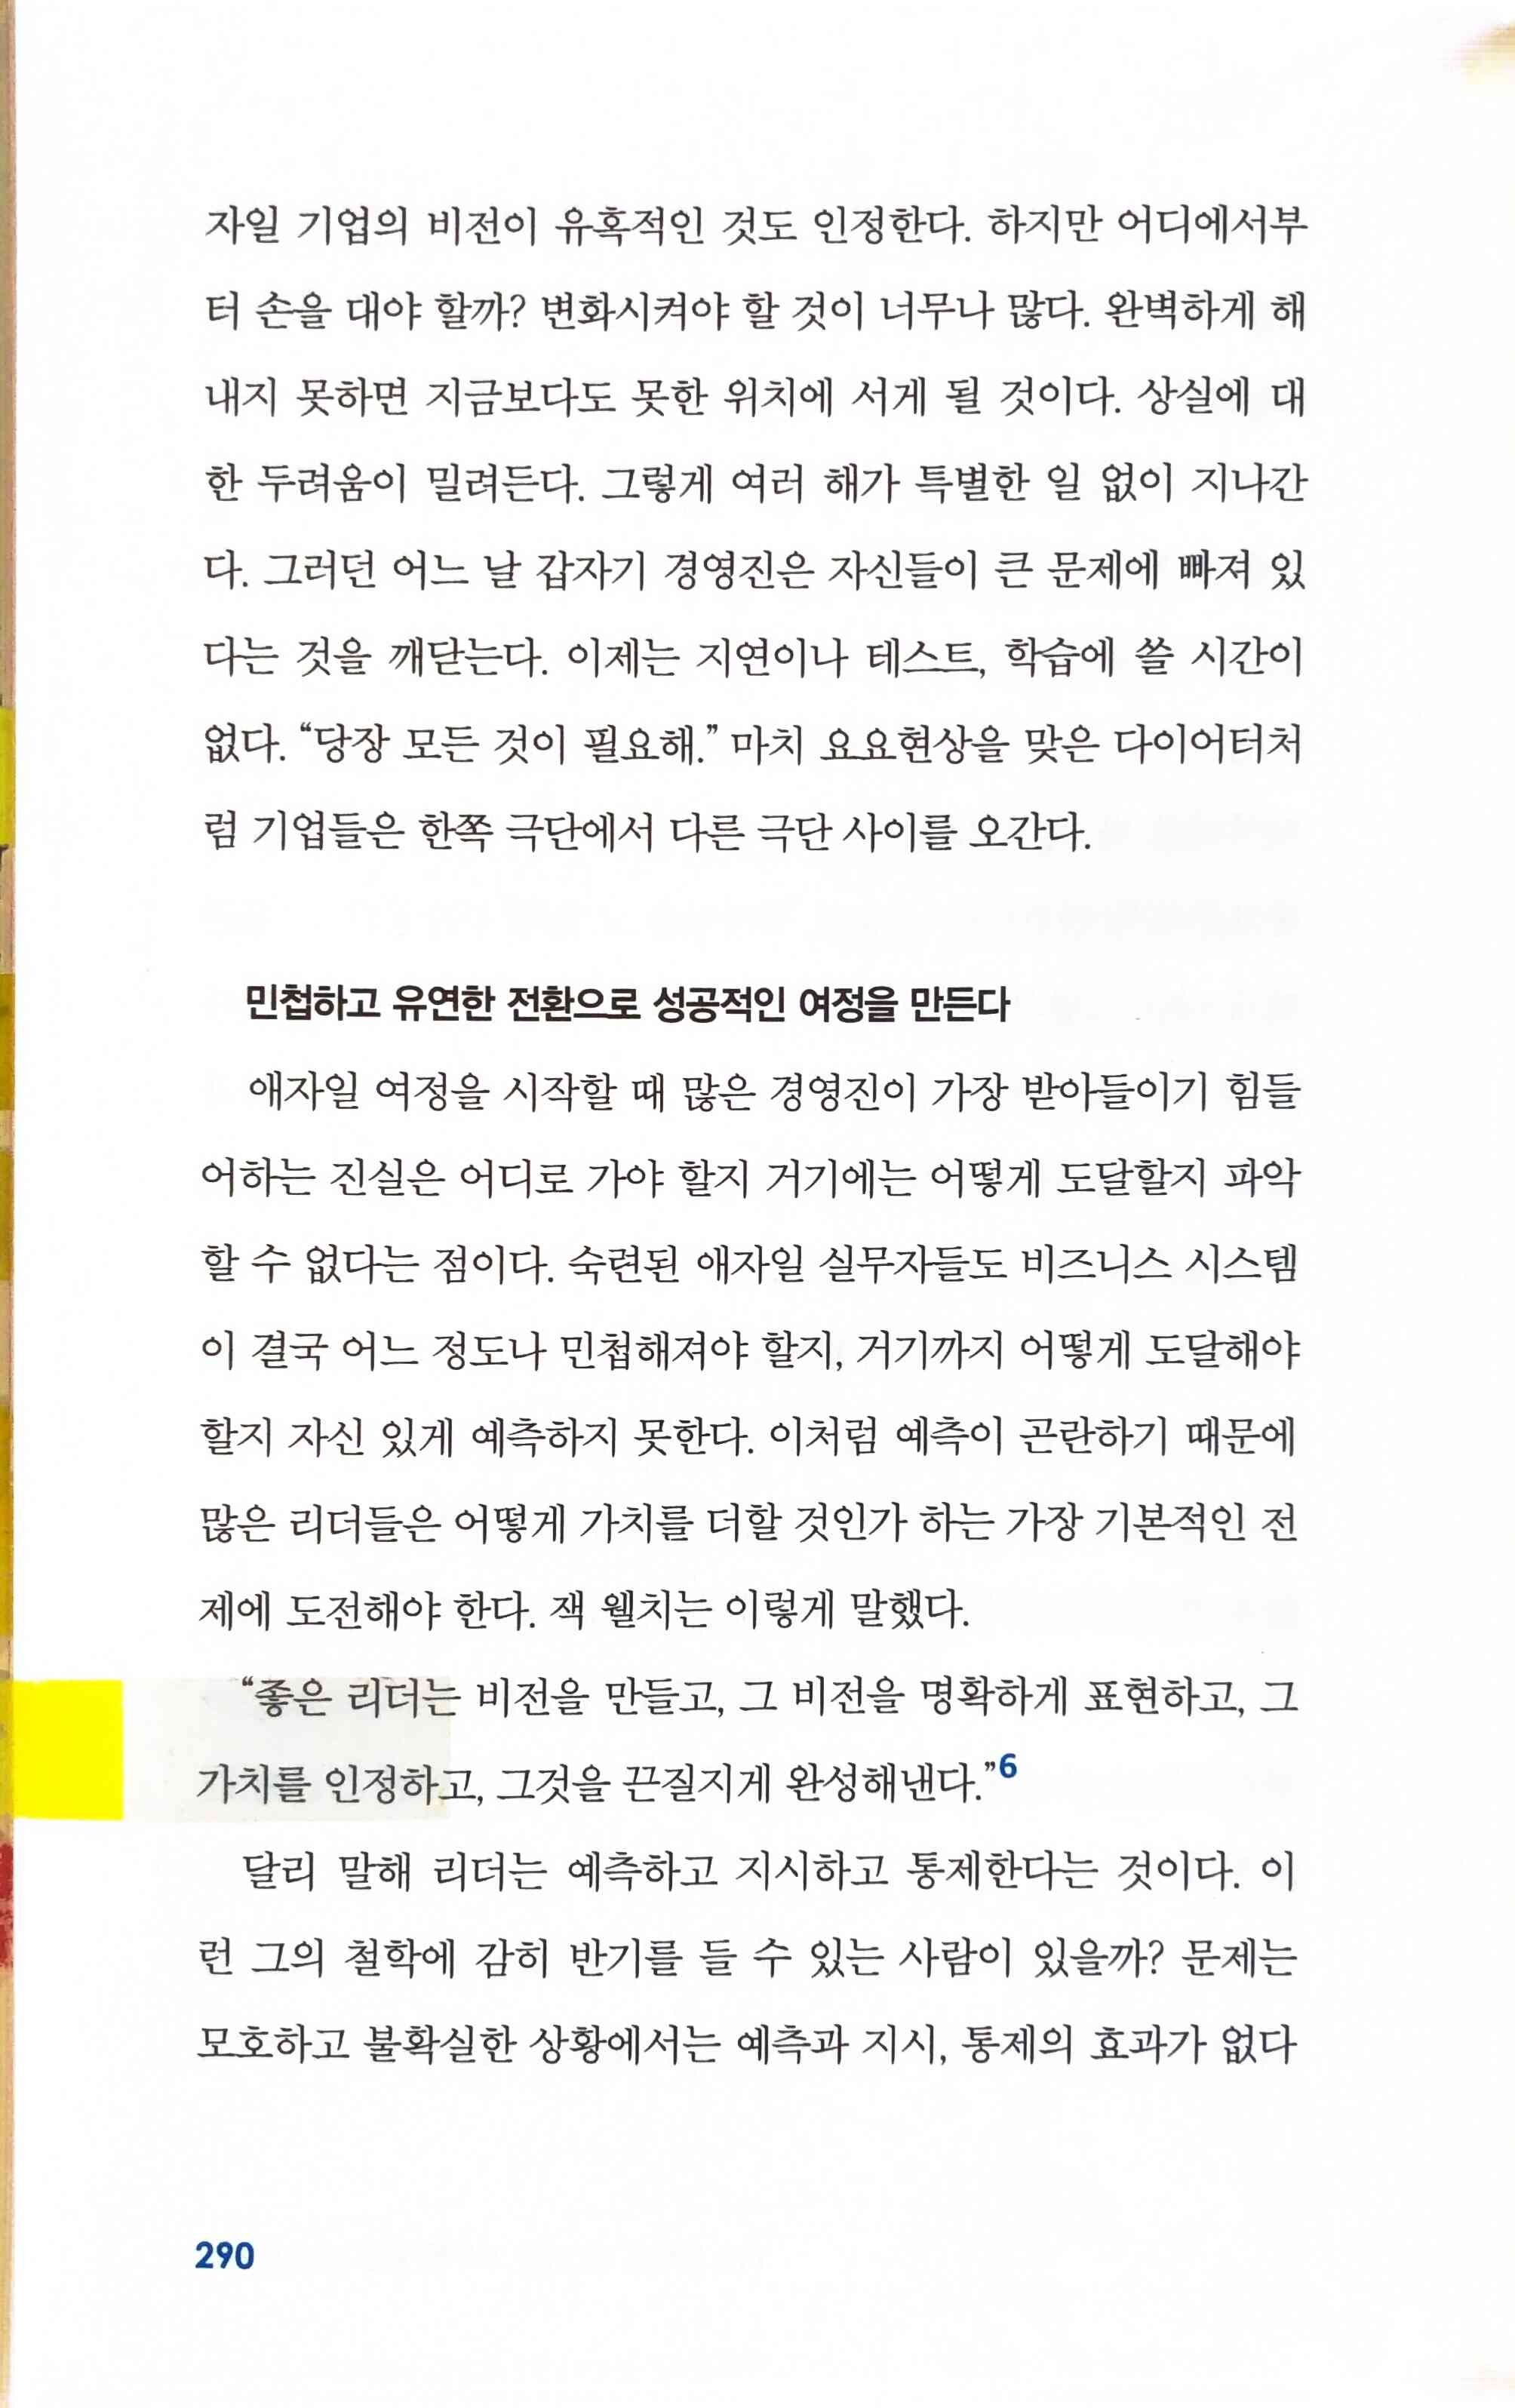 자일 기업의 비전이 유혹적인 것도 인정한다. 하지만 어디에서부
터 손을 대야 할까? 변화시켜야 할 것이 너무나 많다. 완벽하게 해
내지 못하면 지금보다도 못한 위치에 서게 될 것이다. 상실에 대
한 두려움이 밀려든다. 그렇게 여러 해가 특별한 일 없이 지나간
다. 그러던 어느 날 갑자기 경영진은 자신들이 큰 문제에 빠져 있
다는 것을 깨닫는다. 이제는 지연이나 테스트, 학습에 쓸 시간이
없다. “당장 모든 것이 필요해.” 마치 요요현상을 맞은 다이어터처
럼 기업들은 한쪽 극단에서 다른 극단 사이를 오간다.
민첩하고 유연한 전환으로 성공적인 여정을 만든다
애자일 여정을 시작할 때 많은 경영진이 가장 받아들이기 힘들
어하는 진실은 어디로 가야 할지 거기에는 어떻게 도달할지 파악
할 수 없다는 점이다. 숙련된 애자일 실무자들도 비즈니스 시스템
이 결국 어느 정도나 민첩해져야 할지, 거기까지 어떻게 도달해야
할지 자신 있게 예측하지 못한다. 이처럼 예측이 곤란하기 때문에
많은 리더들은 어떻게 가치를 더할 것인가 하는 가장 기본적인 전
제에 도전해야 한다. 잭 웰치는 이렇게 말했다.
“좋은 리더는 비전을 만들고, 그 비전을 명확하게 표현하고, 그
가치를 인정하고, 그것을 끈질지게 완성해낸다.”6
달리 말해 리더는 예측하고 지시하고 통제한다는 것이다. 이
런 그의 철학에 감히 반기를 들 수 있는 사람이 있을까? 문제는
모호하고 불확실한 상황에서는 예측과 지시, 통제의 효과가 없다
290